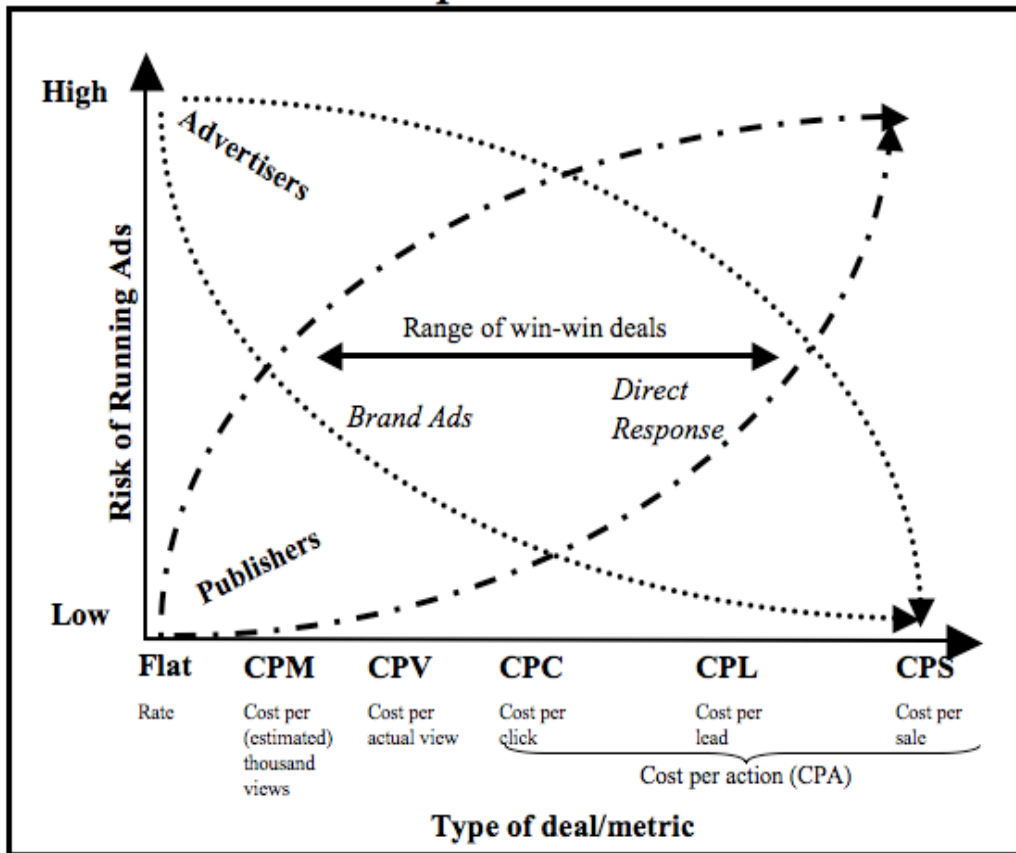 High
Advertisers
Risk of Running Ads
Range of win-win deals
Brand Ads
Direct
Response
Publishers
Low
Flat
Rate
CPM
Cost per
(estimated)
thousand
views
CPV
Cost per
actual view
CPC
Cost per
click
CPL
Cost per
lead
CPS
Cost per
sale
Cost per action (CPA)
Type of deal/metric